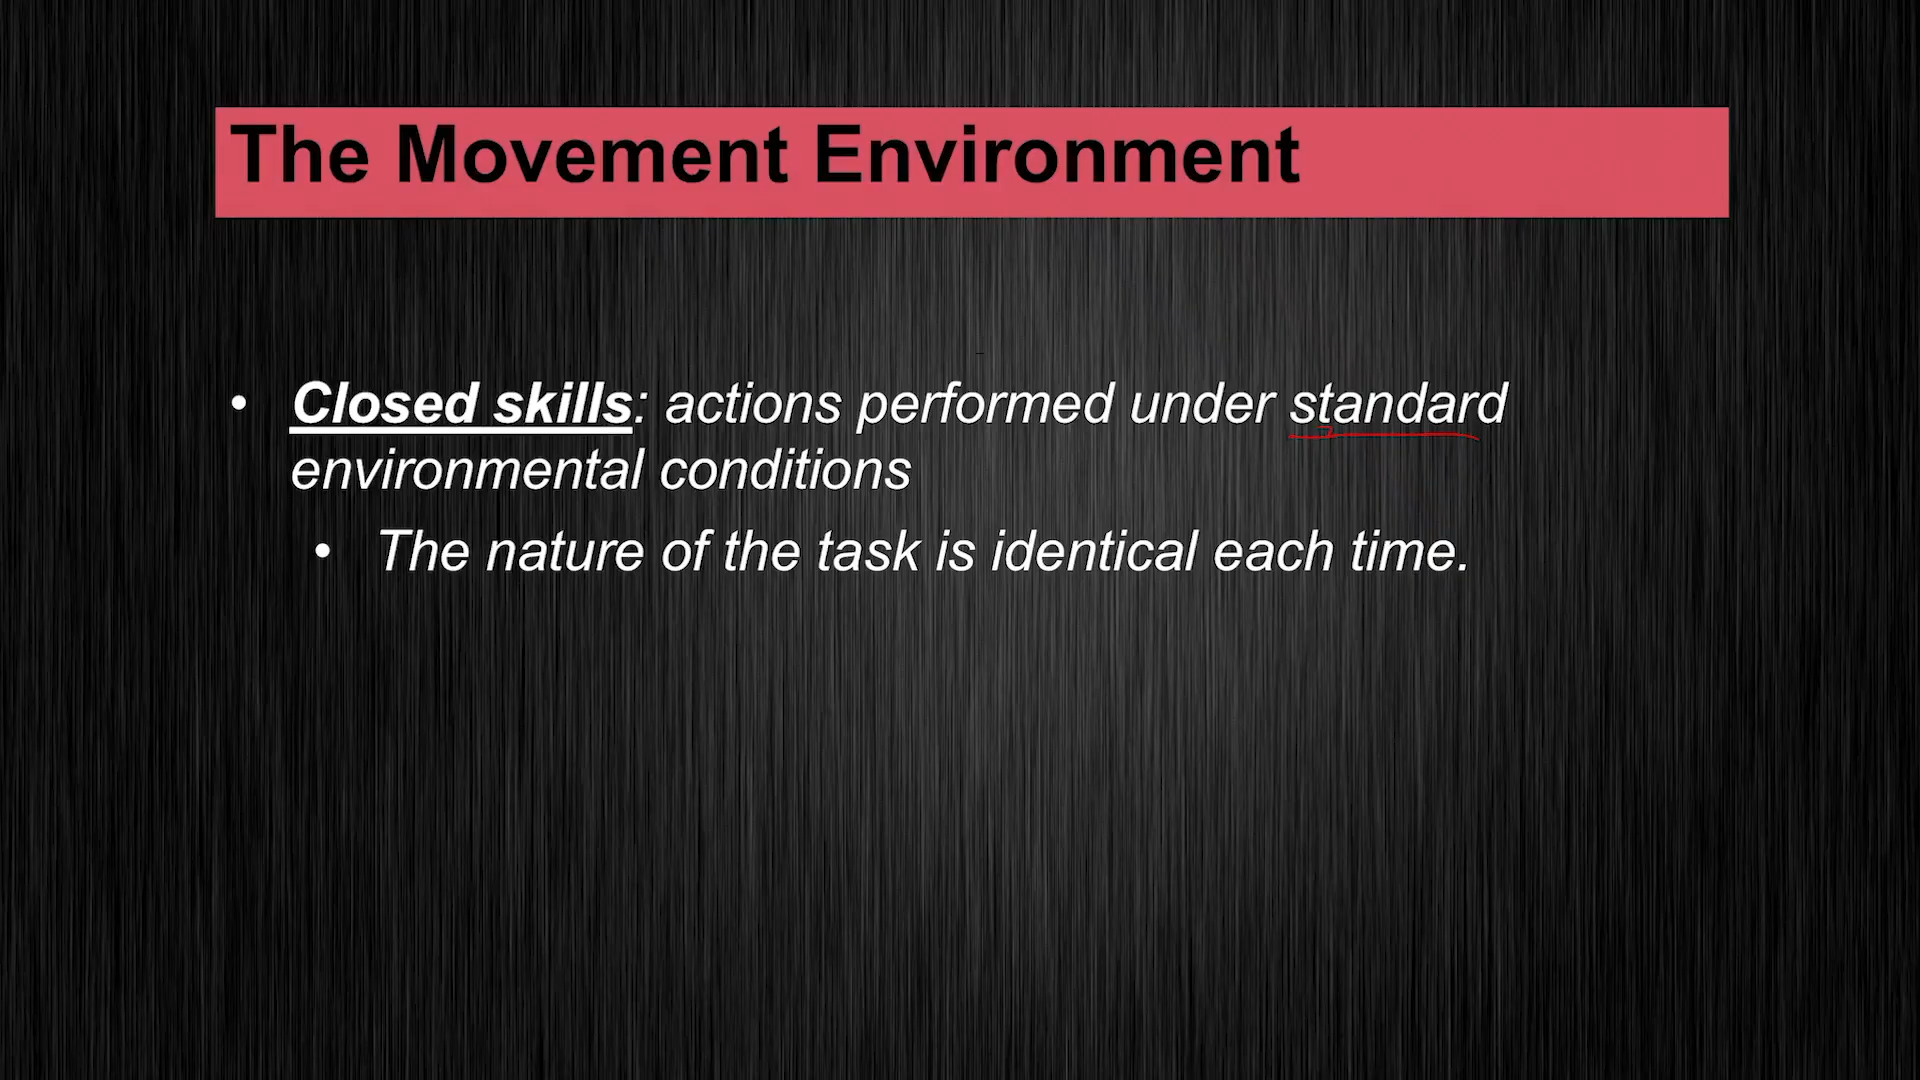 The Movement Environment
• Closed skills: actions performed under standard
environmental conditions
• The nature of the task is identical each time.